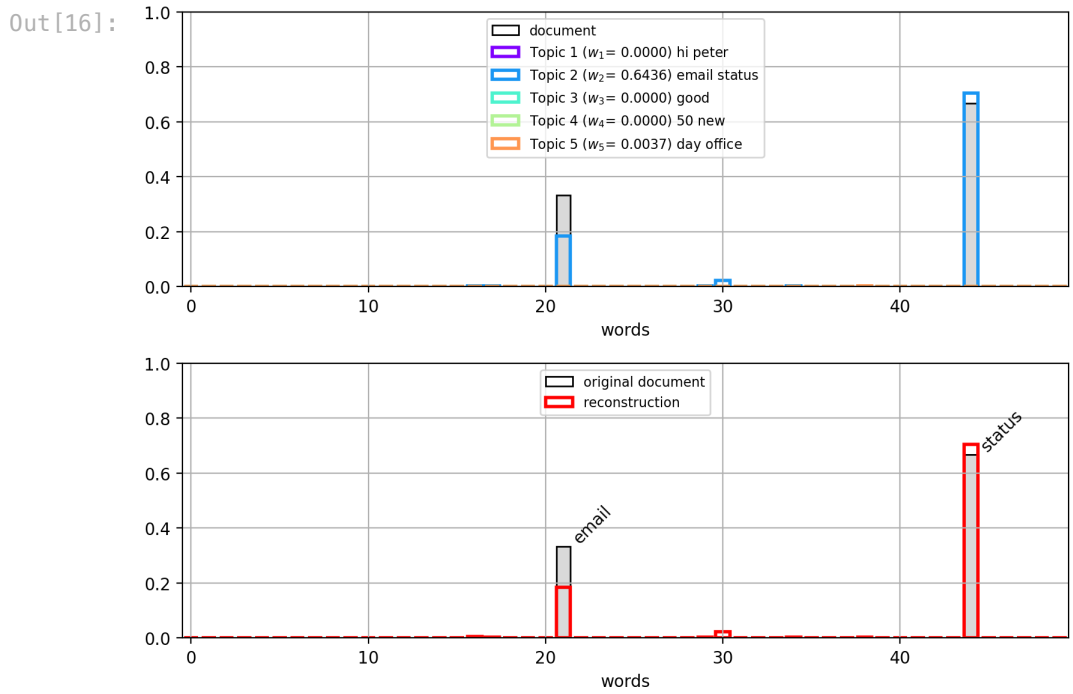 Out[16]:
1.0
0.8
0.6
0.4
0.2
0.0
document
Topic 1 (w₁= 0.0000) hi peter
Topic 2 (w₂= 0.6436) email status
Topic 3 (w₃= 0.0000) good
Topic 4 (w₄= 0.0000) 50 new
Topic 5 (w₅= 0.0037) day office
0 10 20 30 40
words
1.0
0.8
0.6
0.4
0.2
0.0
original document
reconstruction
status
email
0 10 20 30 40
words